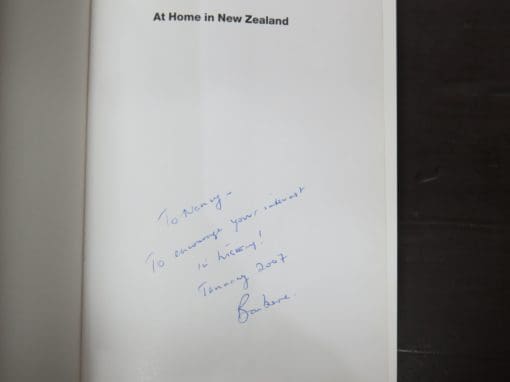 At Home in New Zealand
To Nancy –
To encourage your interest
in history!
January 2007
Barbara.